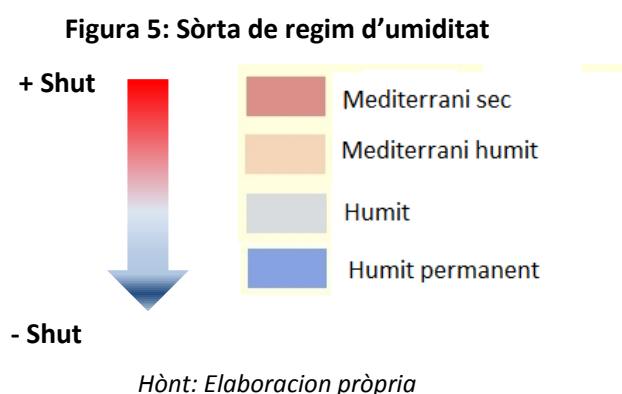 Figura 5: Sòrta de regim d’umiditat
+ Shut
Mediterrani sec
Mediterrani humit
Humit
Humit permanent
- Shut
Hònt: Elaboracion pròpria